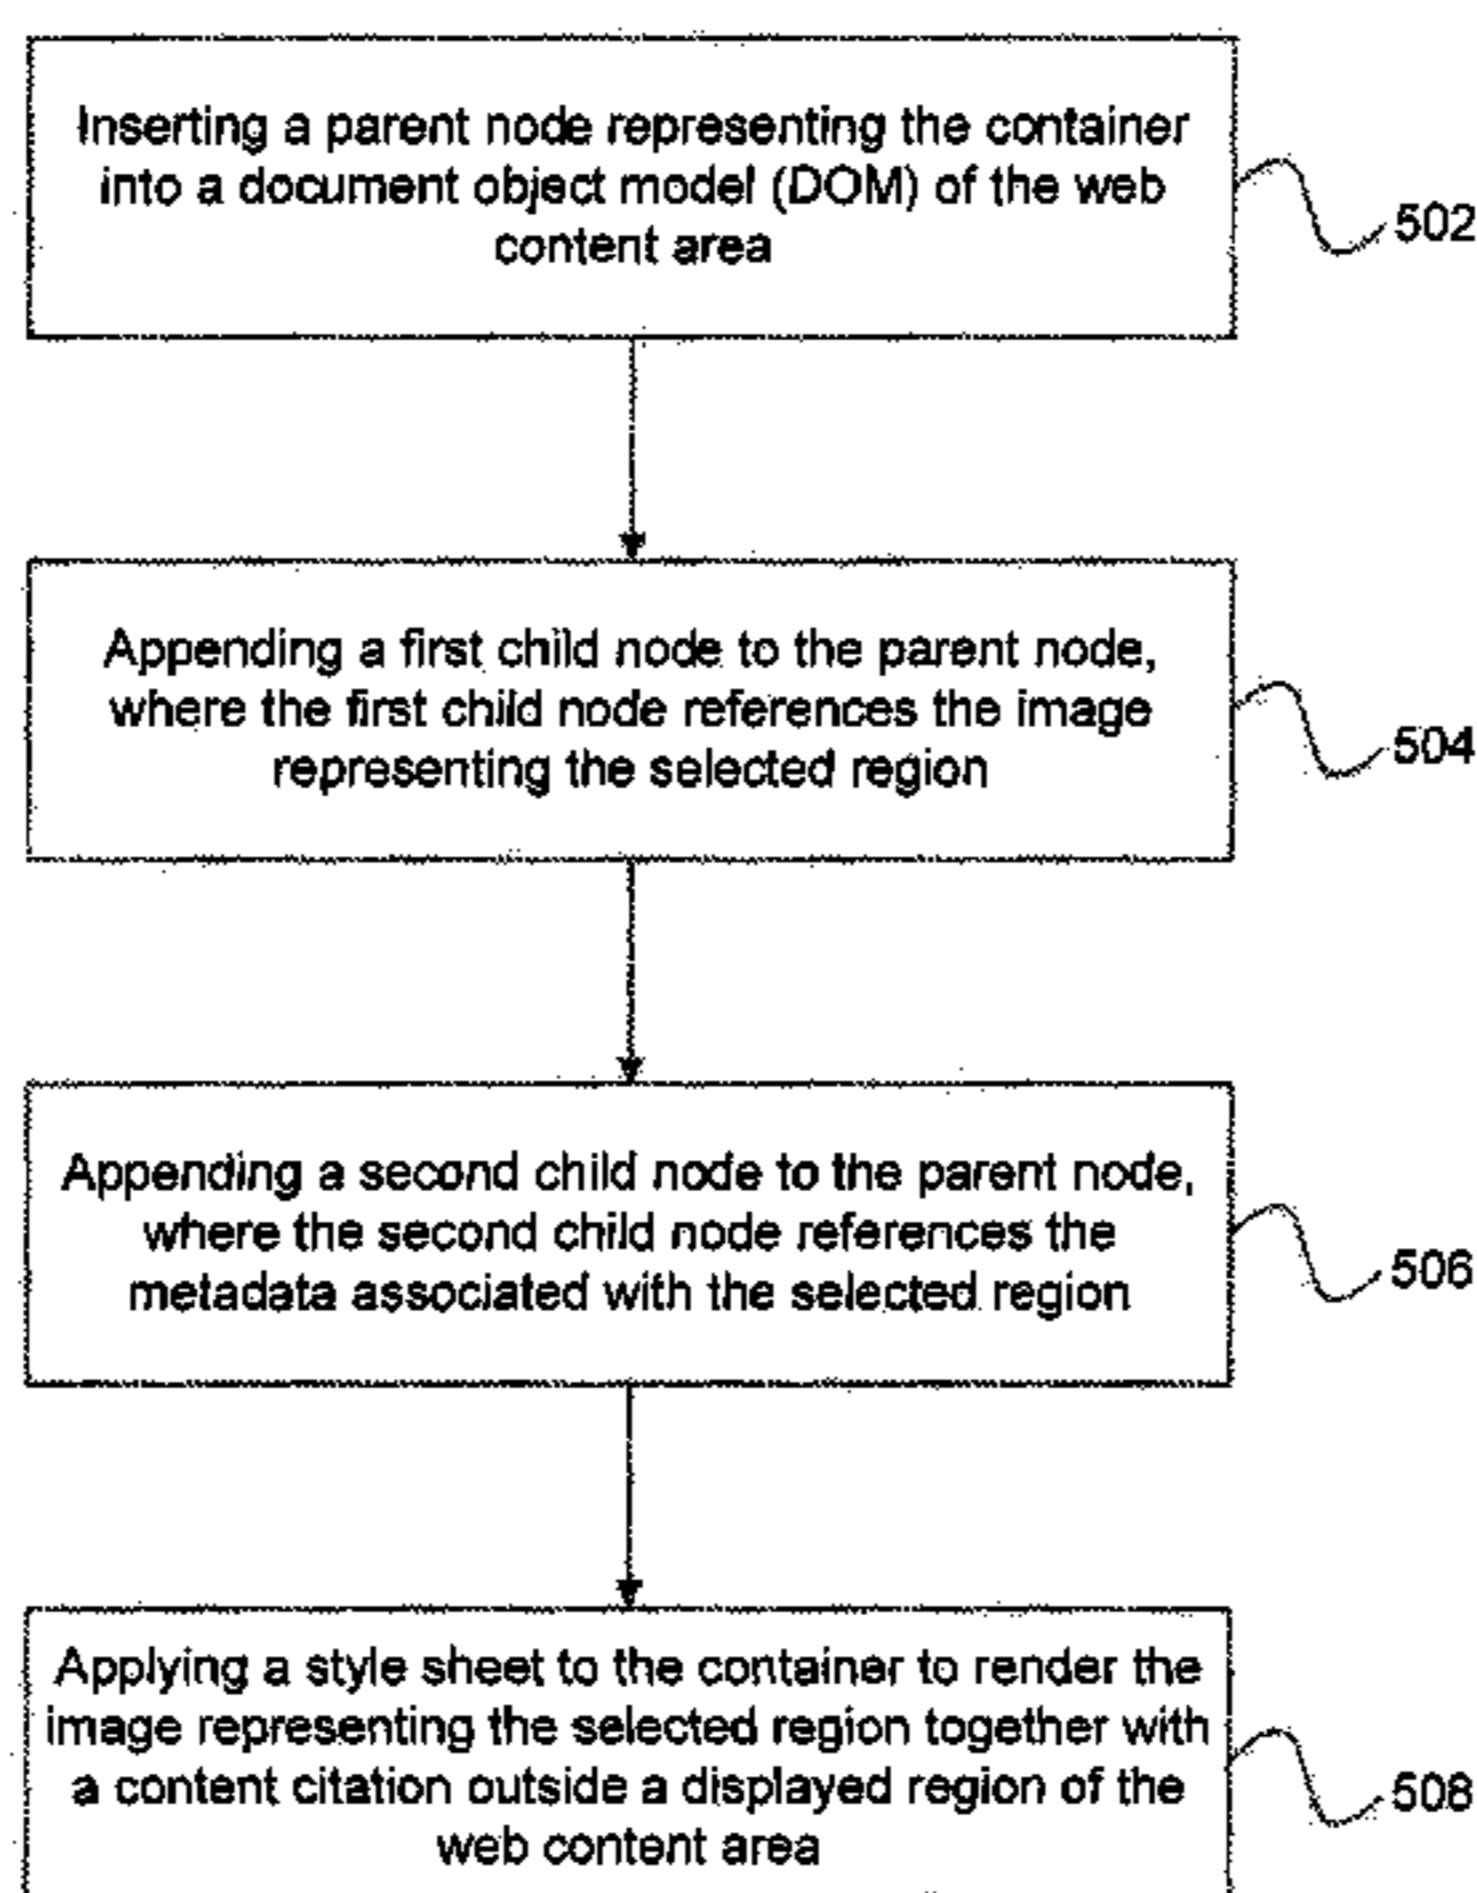 Inserting a parent node representing the container
into a document object model (DOM) of the web
content area
502
Appending a first child node to the parent node,
where the first child node references the image
representing the selected region
504
Appending a second child node to the parent node,
where the second child node references the
metadata associated with the selected region
506
Applying a style sheet to the container to render the
image representing the selected region together with
a content citation outside a displayed region of the
web content area
508